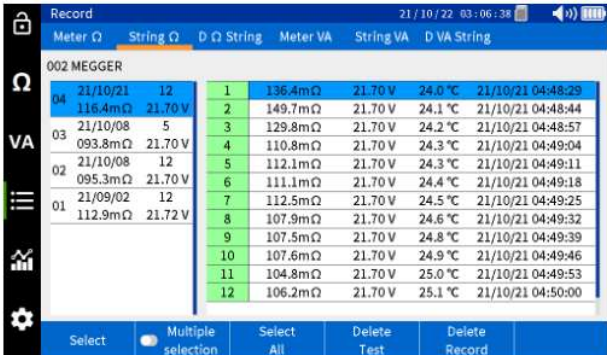 Record 21/10/22 03:06:38
Meter Ω String Ω D Ω String Meter VA String VA D VA String
002 MEGGER
Ω
VA
04 21/10/21 12
116.4mΩ 21.70 V
03 21/10/08 5
093.8mΩ 21.70 V
02 21/10/08 12
095.3mΩ 21.70 V
01 21/09/02 12
112.9mΩ 21.72 V
1 136.4mΩ 21.70 V 24.0 ℃ 21/10/21 04:48:29
2 149.7mΩ 21.70 V 24.1 ℃ 21/10/21 04:48:44
3 129.8mΩ 21.70 V 24.2 ℃ 21/10/21 04:48:57
4 110.8mΩ 21.70 V 24.3 ℃ 21/10/21 04:49:04
5 112.1mΩ 21.70 V 24.3 ℃ 21/10/21 04:49:11
6 111.1mΩ 21.70 V 24.4 ℃ 21/10/21 04:49:18
7 112.5mΩ 21.70 V 24.5 ℃ 21/10/21 04:49:25
8 107.9mΩ 21.70 V 24.6 ℃ 21/10/21 04:49:32
9 107.5mΩ 21.70 V 24.8 ℃ 21/10/21 04:49:39
10 107.6mΩ 21.70 V 24.9 ℃ 21/10/21 04:49:46
11 104.8mΩ 21.70 V 25.0 ℃ 21/10/21 04:49:53
12 106.2mΩ 21.70 V 25.1 ℃ 21/10/21 04:50:00
Select
Multiple
selection
Select
All
Delete
Test
Delete
Record